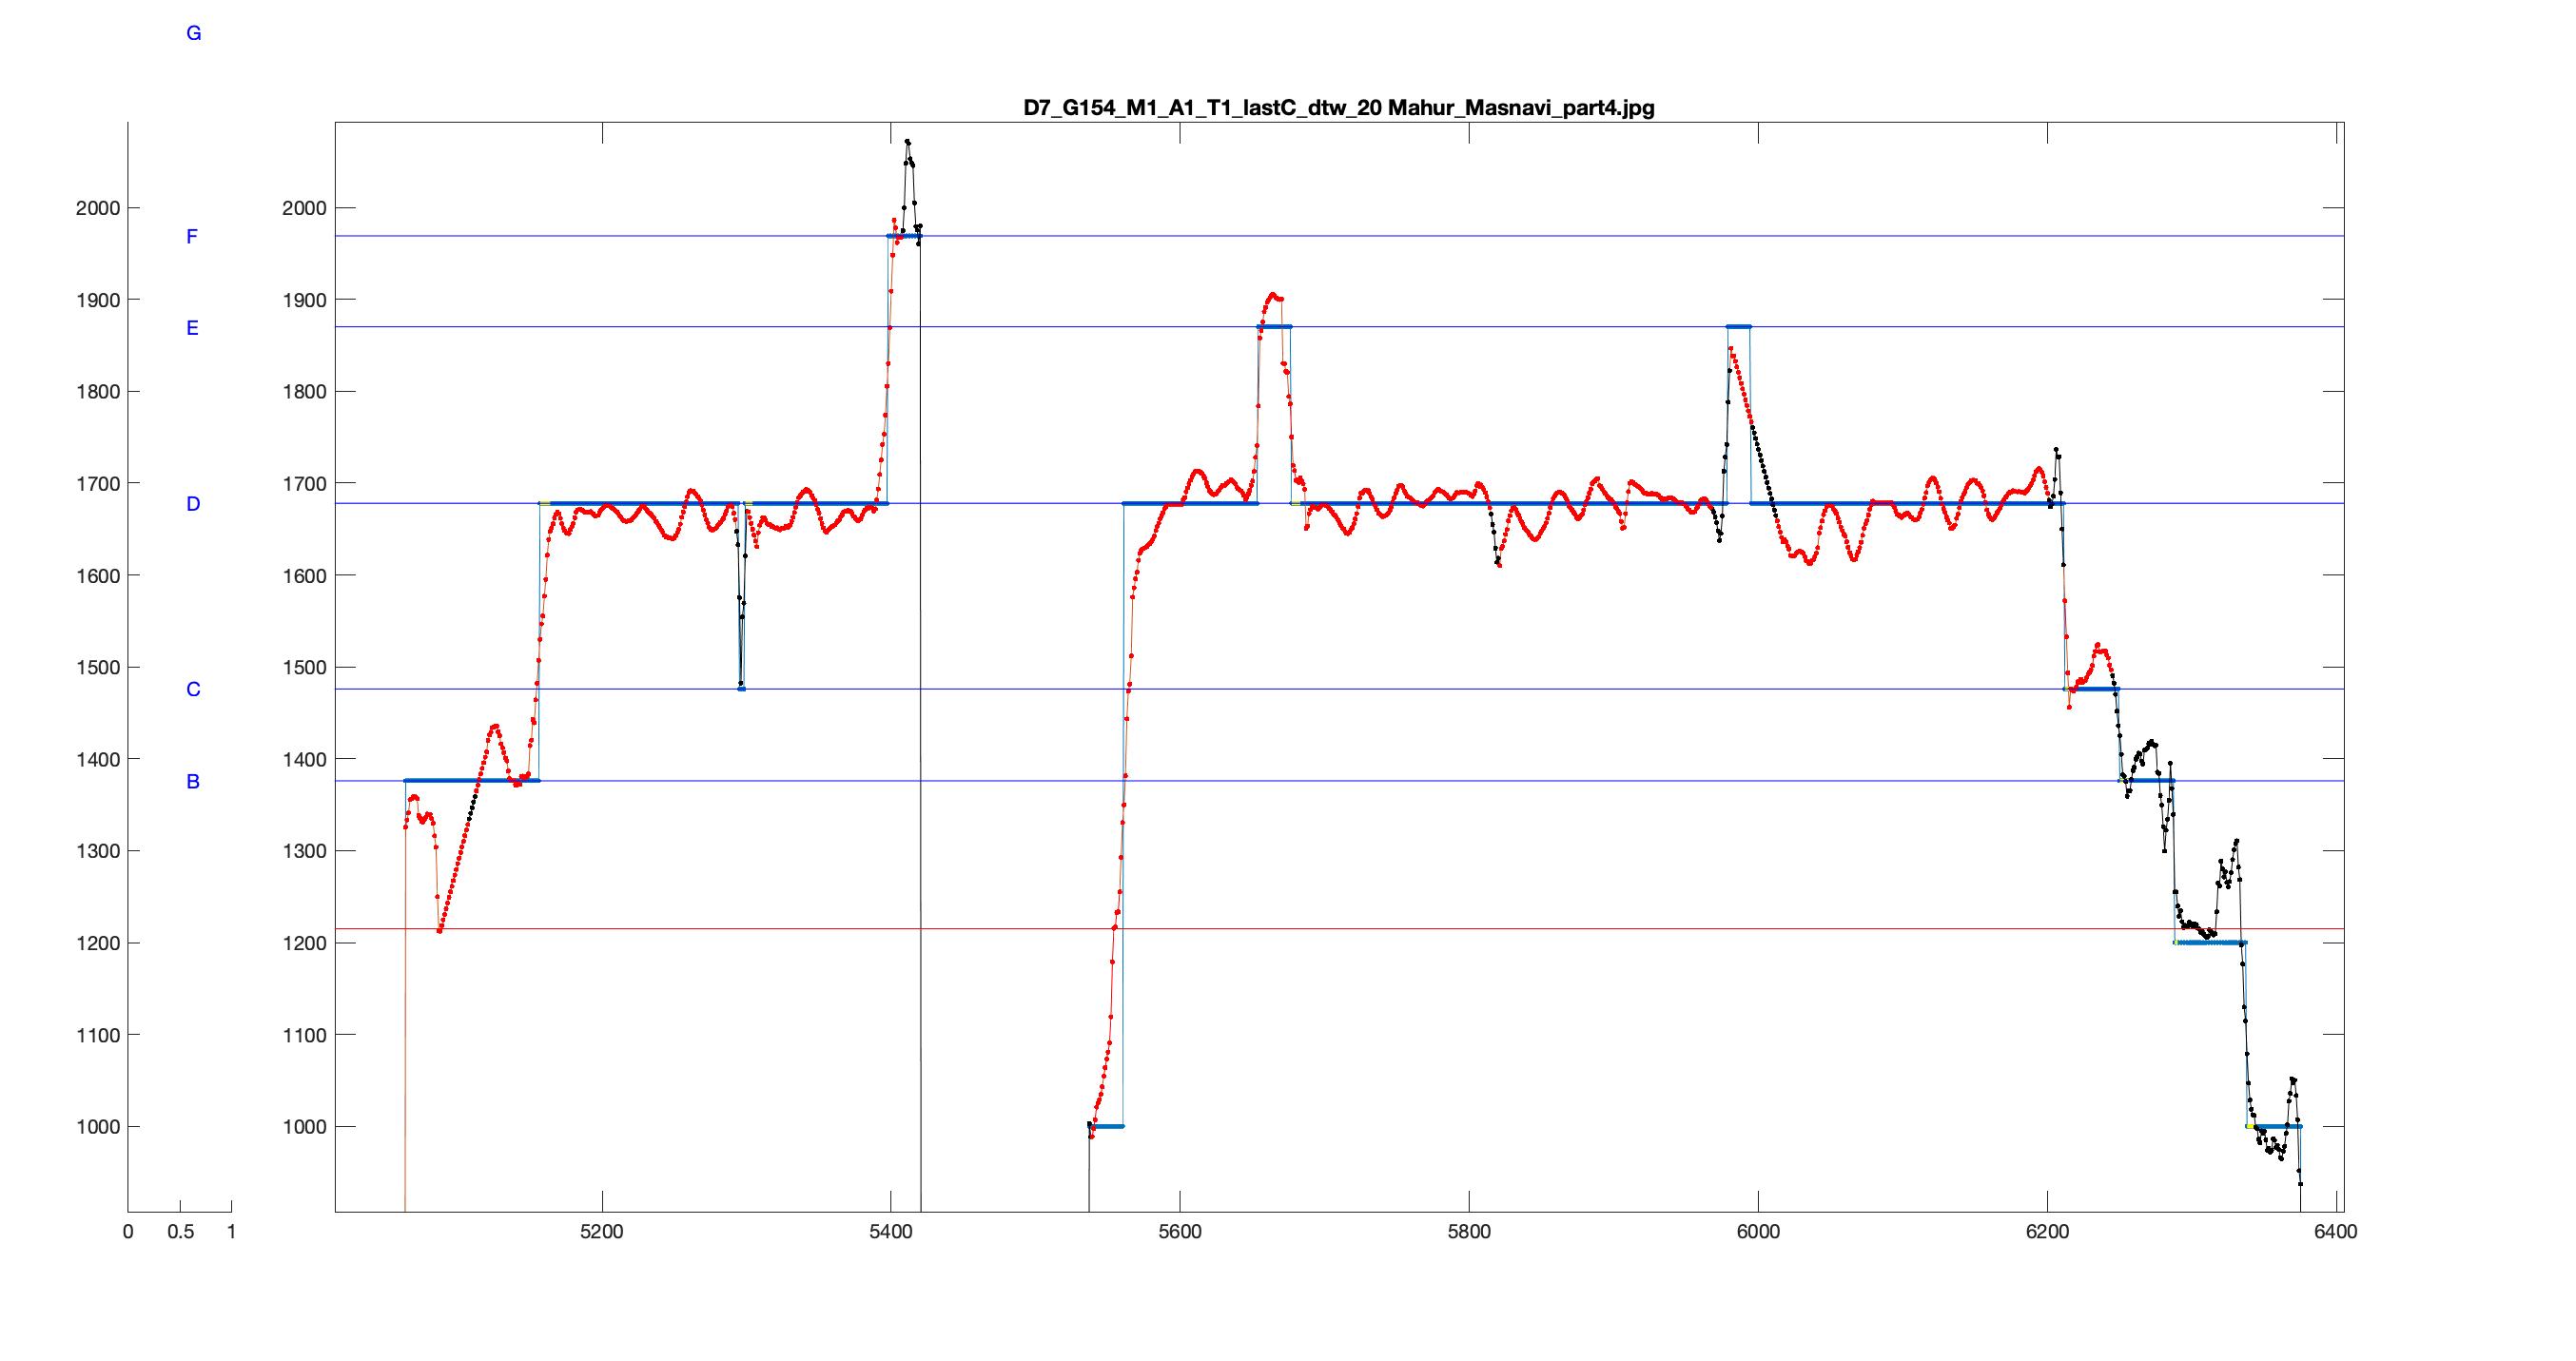 G
D7_G154_M1_A1_T1_lastC_dtw_20 Mahur_Masnavi_part4.jpg
2000 2000
F
1900 1900
E
1800 1800
1700 1700
D
1600 1600
1500 1500
C
1400 1400
B
1300 1300
1200 1200
1100 1100
1000 1000
0 0.5 1 5200 5400 5600 5800 6000 6200 6400